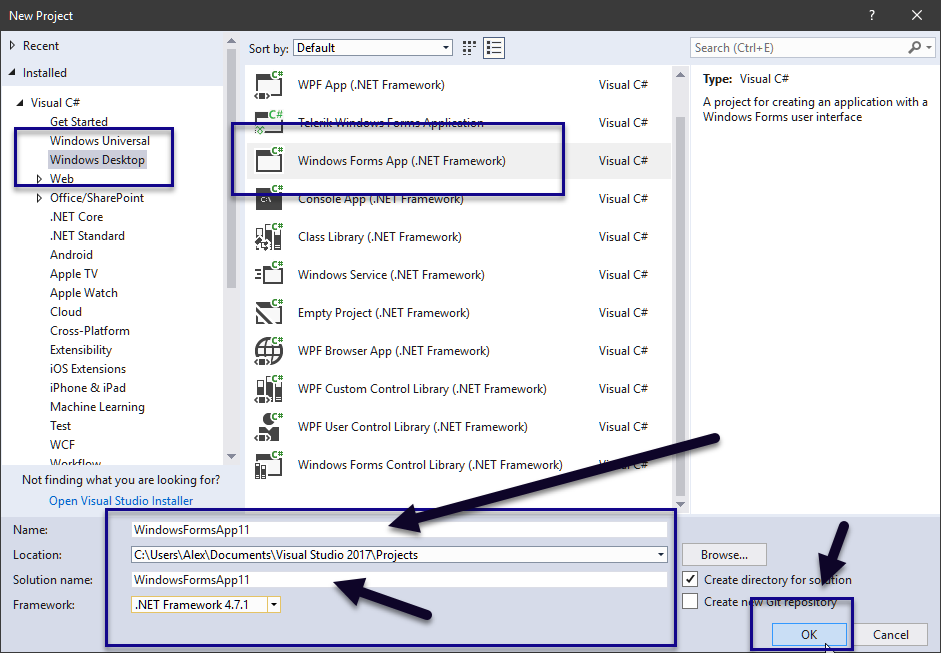 New Project
Recent
Installed
Visual C#
Get Started
Windows Universal
Windows Desktop
Web
Office/SharePoint
.NET Core
.NET Standard
Android
Apple TV
Apple Watch
Cloud
Cross-Platform
Extensibility
iOS Extensions
iPhone & iPad
Machine Learning
Test
WCF
Workflow
Not finding what you are looking for?
Open Visual Studio Installer
Sort by: Default
WPF App (.NET Framework) Visual C#
Telerik Windows Forms Application Visual C#
Windows Forms App (.NET Framework) Visual C#
Console App (.NET Framework) Visual C#
Class Library (.NET Framework) Visual C#
Windows Service (.NET Framework) Visual C#
Empty Project (.NET Framework) Visual C#
WPF Browser App (.NET Framework) Visual C#
WPF Custom Control Library (.NET Framework) Visual C#
WPF User Control Library (.NET Framework) Visual C#
Windows Forms Control Library (.NET Framework) Visual C#
Search (Ctrl+E)
Type: Visual C#
A project for creating an application with a
Windows Forms user interface
Name: WindowsFormsApp11
Location: C:\Users\Alex\Documents\Visual Studio 2017\Projects
Browse...
Solution name: WindowsFormsApp11
Create directory for solution
Framework: .NET Framework 4.7.1
Create new Git repository
OK
Cancel